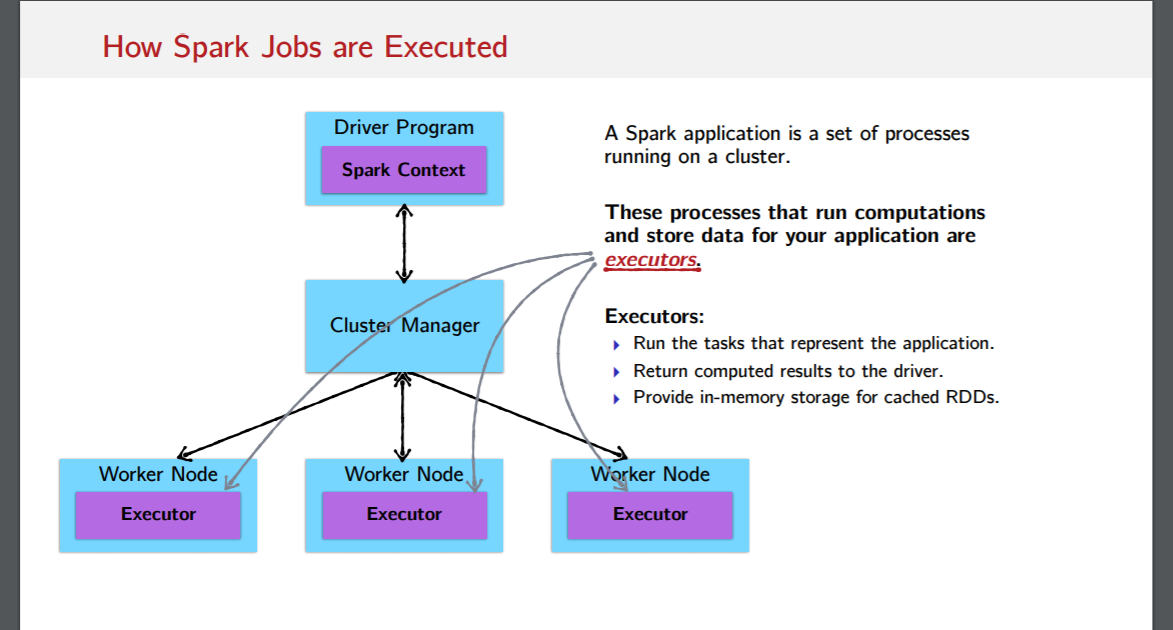 How Spark Jobs are Executed
Driver Program
Spark Context
Cluster Manager
Worker Node
Executor
Worker Node
Executor
Worker Node
Executor
A Spark application is a set of processes
running on a cluster.
These processes that run computations
and store data for your application are
executors.
Executors:
Run the tasks that represent the application.
Return computed results to the driver.
Provide in-memory storage for cached RDDs.